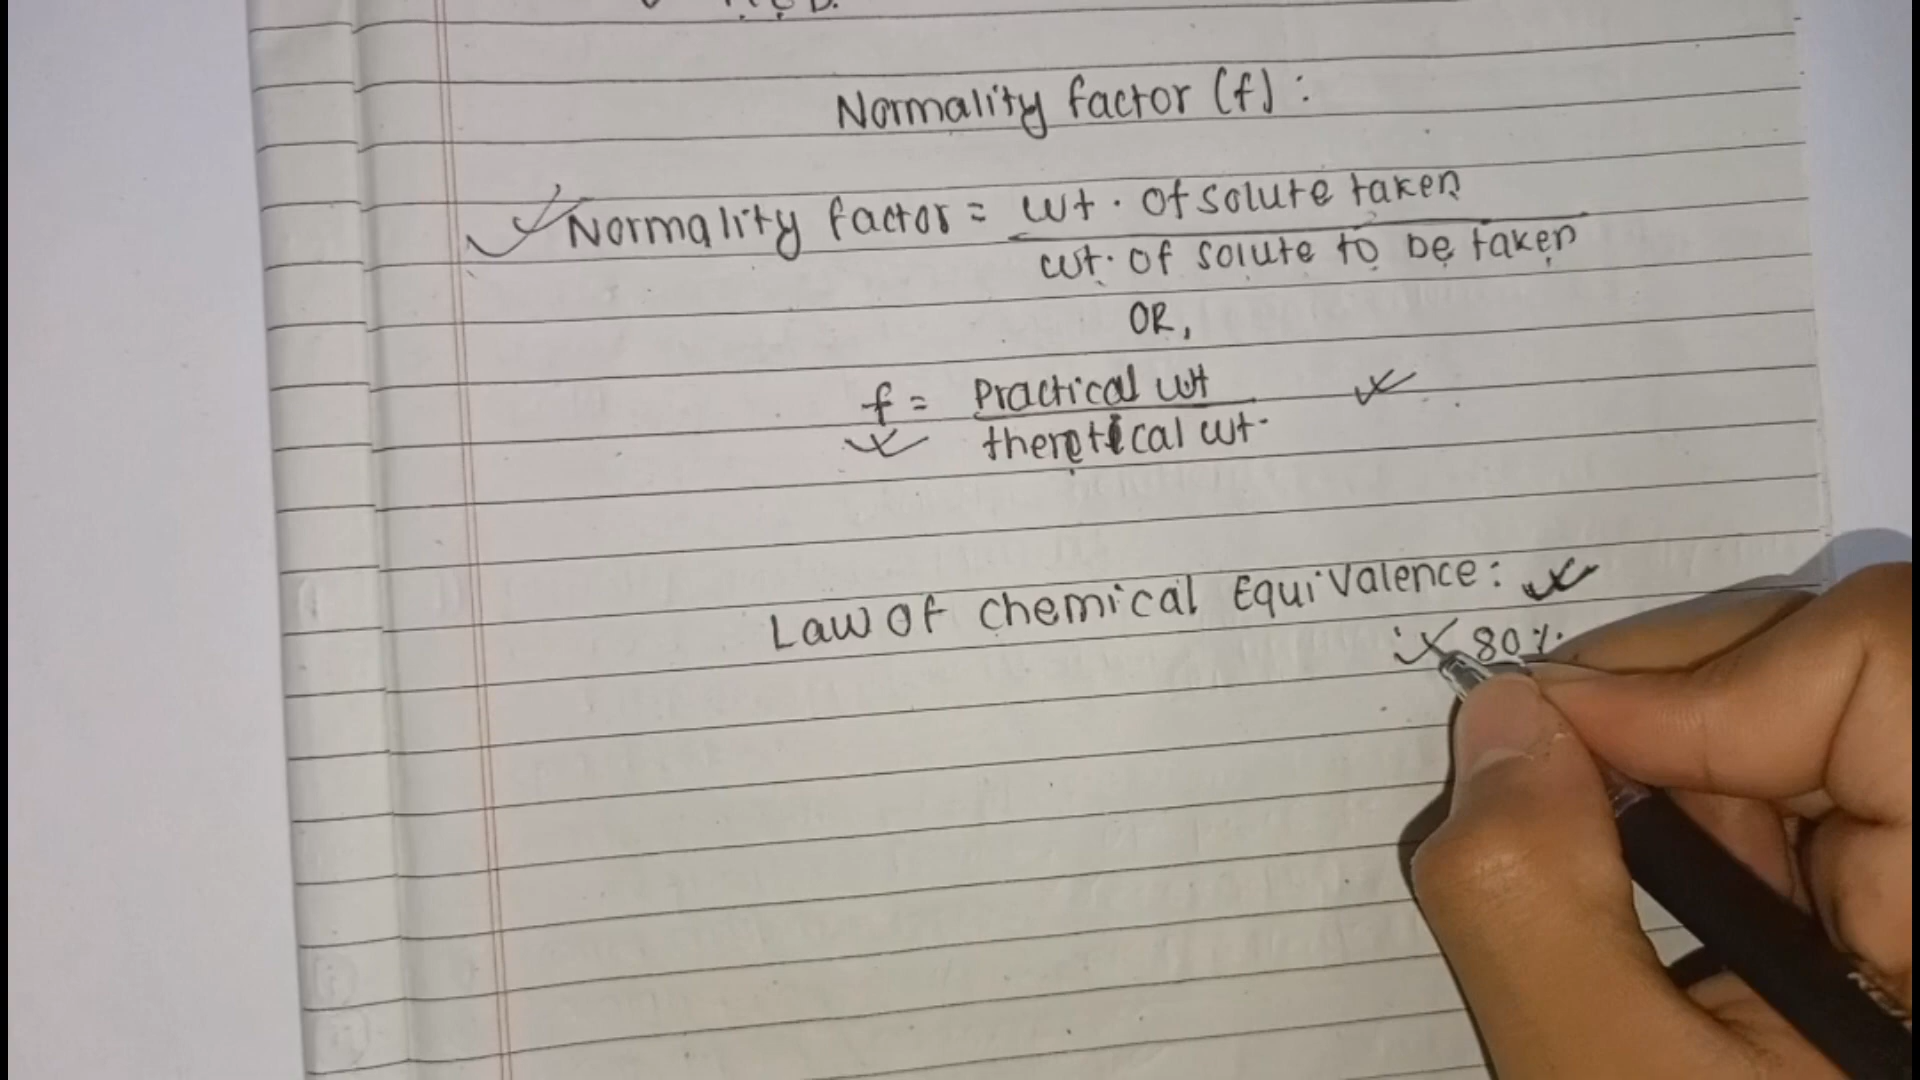 Normality factor (f) :
Normality factor = wt. of solute taken
wt. of solute to be taken
OR,
f = Practical wt
theretical wt.
Law of chemical Equivalence:
80%